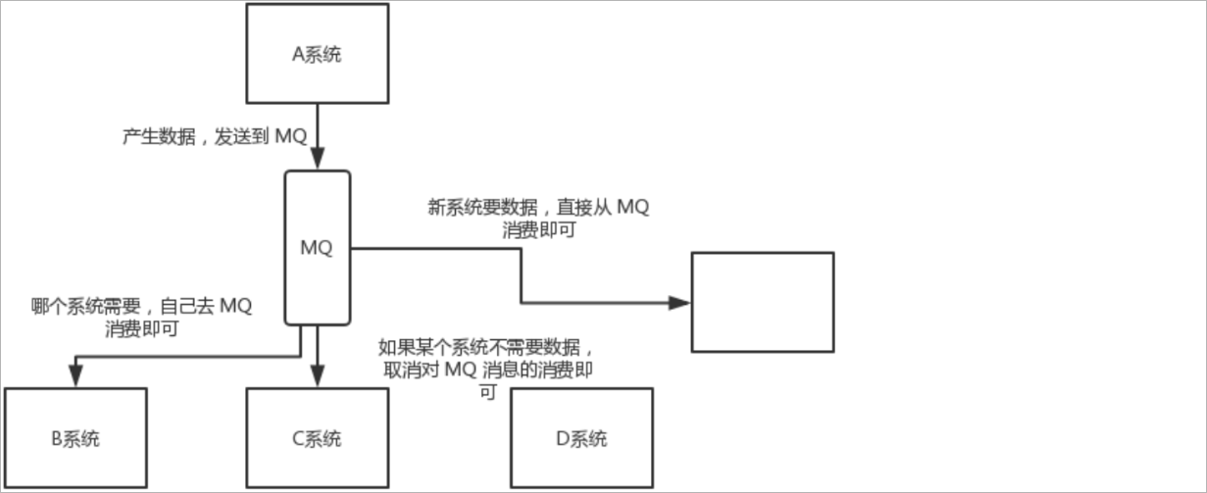 A系统
产生数据，发送到 MQ
新系统要数据，直接从 MQ
消费即可
MQ
哪个系统需要，自己去 MQ
消费即可
如果某个系统不需要数据，
取消对 MQ 消息的消费即
可
B系统
C系统
D系统